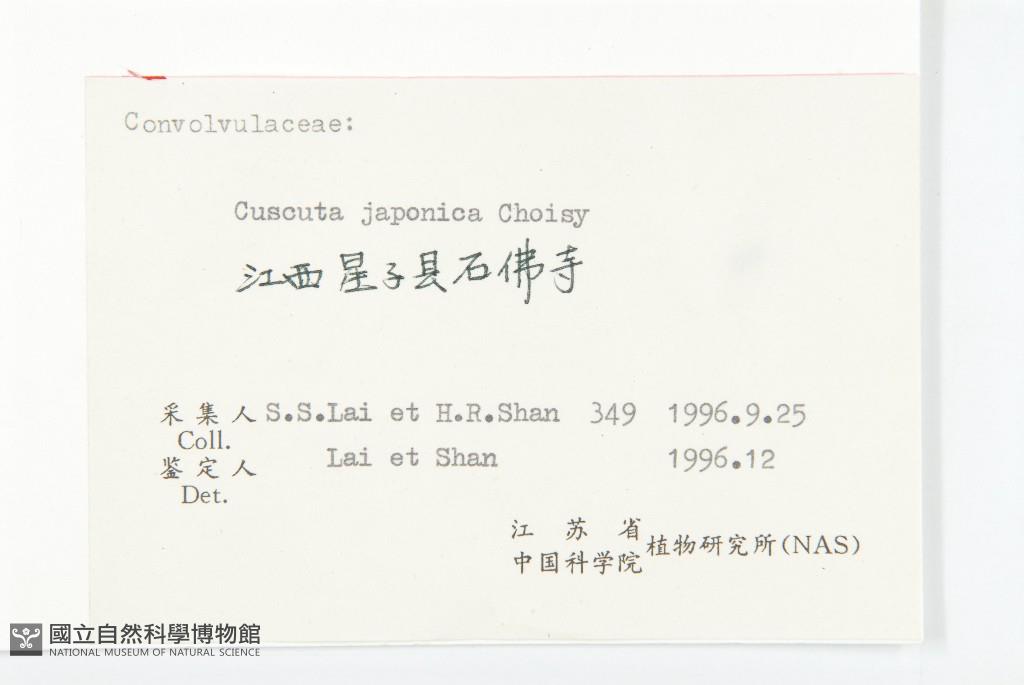 Convolvulaceae:
Cuscuta japonica Choisy
江西星子县石佛寺
采集人 S.S.Lai et H.R.Shan 349 1996.9.25
Coll.
鉴定人 Lai et Shan 1996.12
Det.
江苏省
中国科学院 植物研究所(NAS)
國立自然科學博物館
NATIONAL MUSEUM OF NATURAL SCIENCE